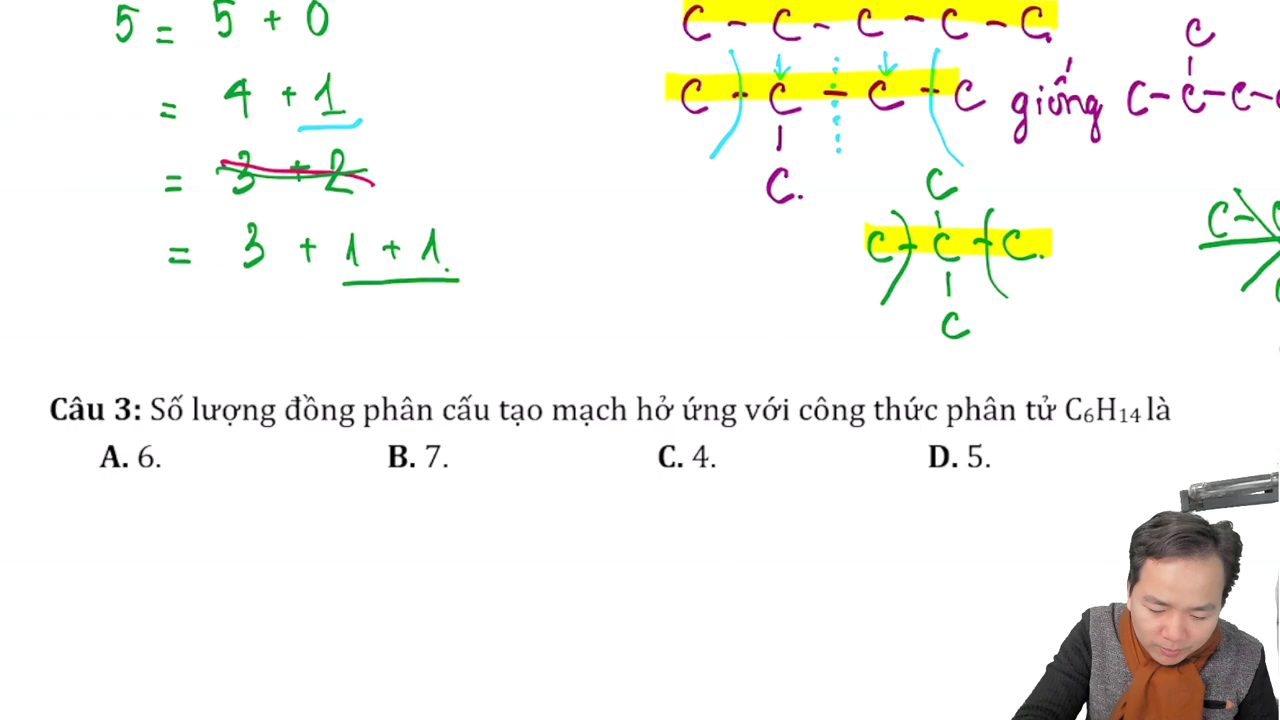 5 = 5 + 0
= 4 + 1
= 3 + 2
= 3 + 1 + 1.
C - C - C - C - C.
C - C - C - C giống C - C - C -
C
C.
C
C - C - C.
C
C - C
Câu 3: Số lượng đồng phân cấu tạo mạch hở ứng với công thức phân tử C₆H₁₄ là
A. 6. B. 7. C. 4. D. 5.